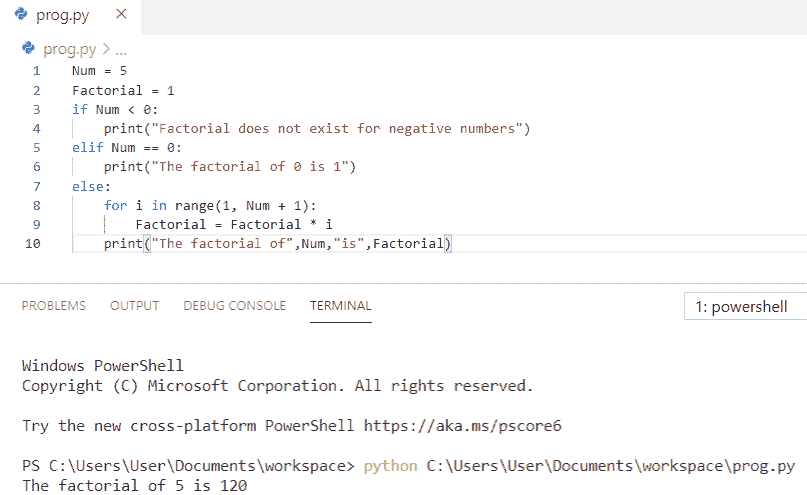 prog.py ×
prog.py > ...
1 Num = 5
2 Factorial = 1
3 if Num < 0:
4     print("Factorial does not exist for negative numbers")
5 elif Num == 0:
6     print("The factorial of 0 is 1")
7 else:
8     for i in range(1, Num + 1):
9         Factorial = Factorial * i
10     print("The factorial of",Num,"is",Factorial)
PROBLEMS OUTPUT DEBUG CONSOLE TERMINAL 1: powershell
Windows PowerShell
Copyright (C) Microsoft Corporation. All rights reserved.
Try the new cross-platform PowerShell https://aka.ms/pscore6
PS C:\Users\User\Documents\workspace> python C:\Users\User\Documents\workspace\prog.py
The factorial of 5 is 120